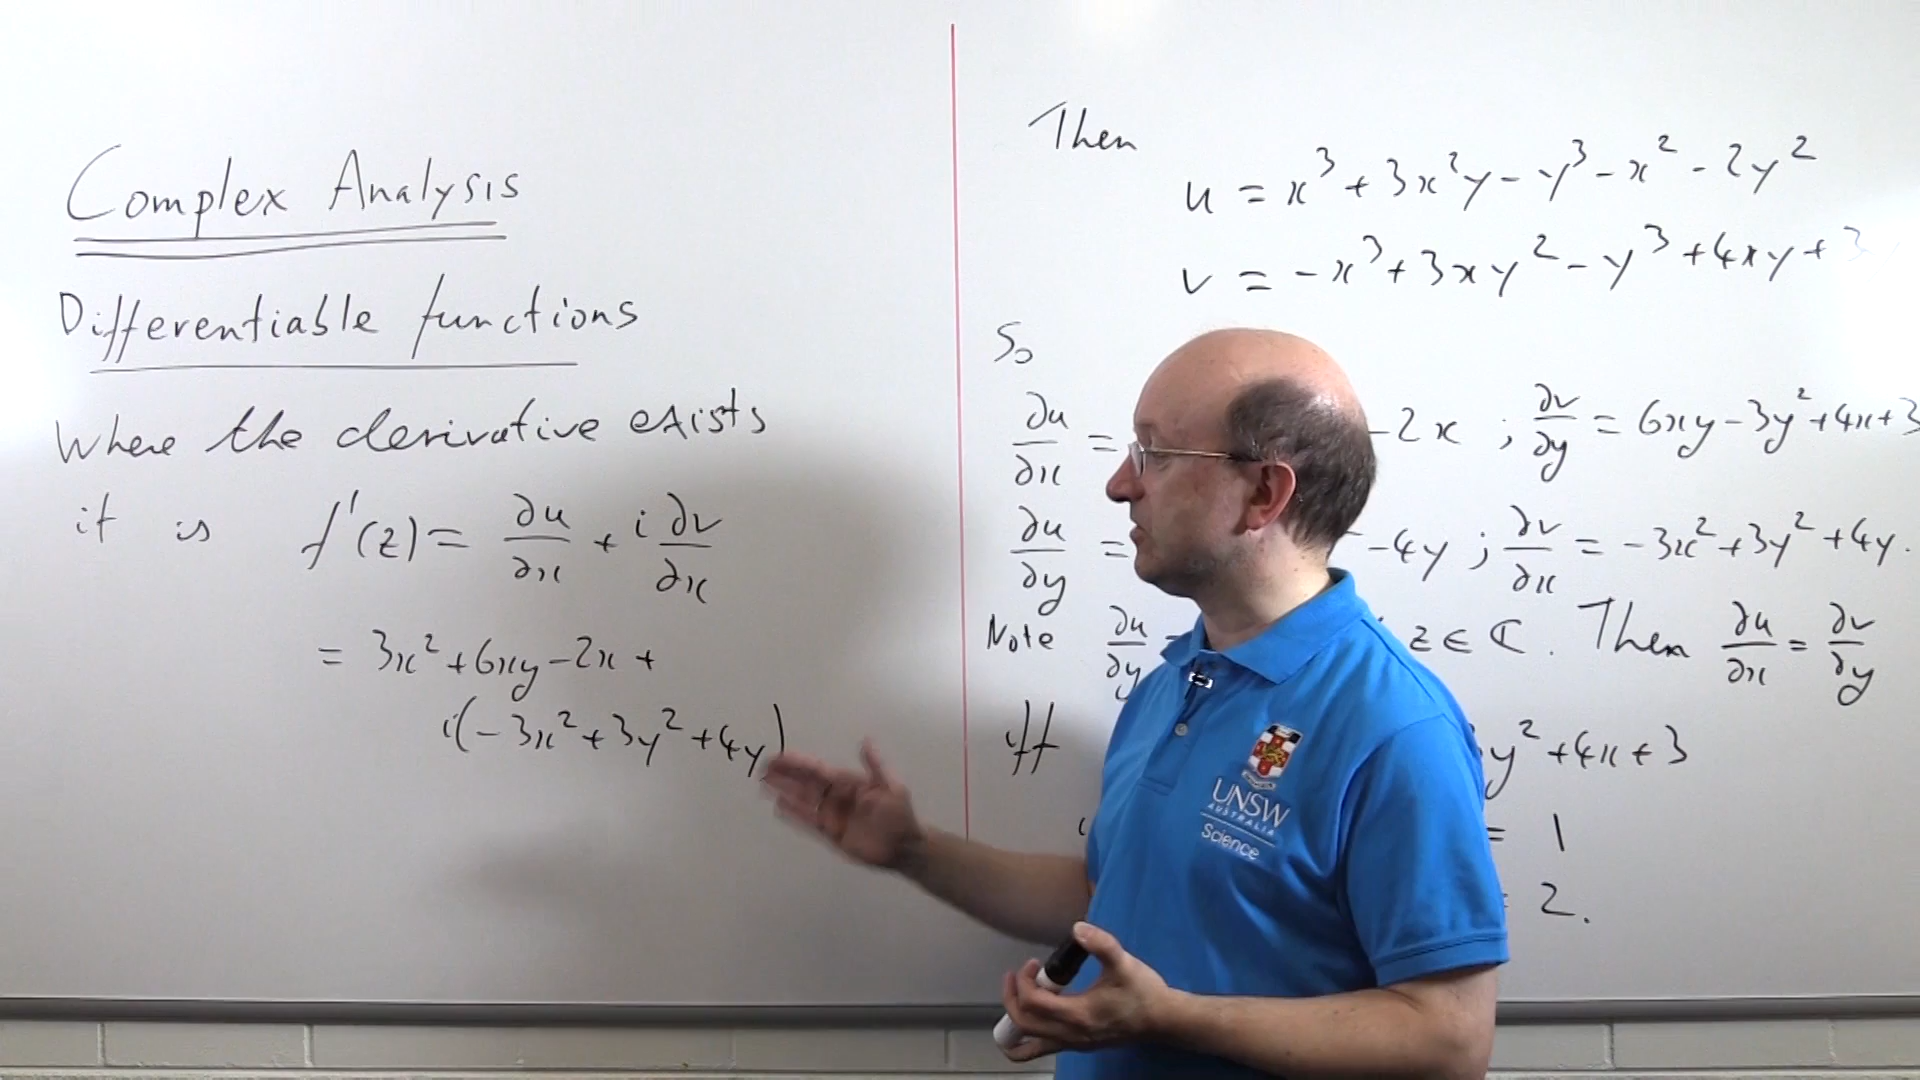 Complex Analysis
Differentiable functions
Where the derivative exists
it is f'(z) = ∂u/∂x + i ∂v/∂x
= 3x² + 6xy - 2x +
i(-3x² + 3y² + 4y)
Then
u = x³ + 3x²y - y³ - x² - 2y²
v = -x³ + 3xy² - y³ + 4xy + 3
So
∂u/∂x = - 2x ; ∂v/∂y = 6xy - 3y² + 4x + 3
∂u/∂y = - 4y ; ∂v/∂x = -3x² + 3y² + 4y.
Note ∂u/∂y z ∈ ℂ. Then ∂u/∂x = ∂v/∂y
iff y² + 4x + 3
= 1
= 2.
UNSW
AUSTRALIA
Science